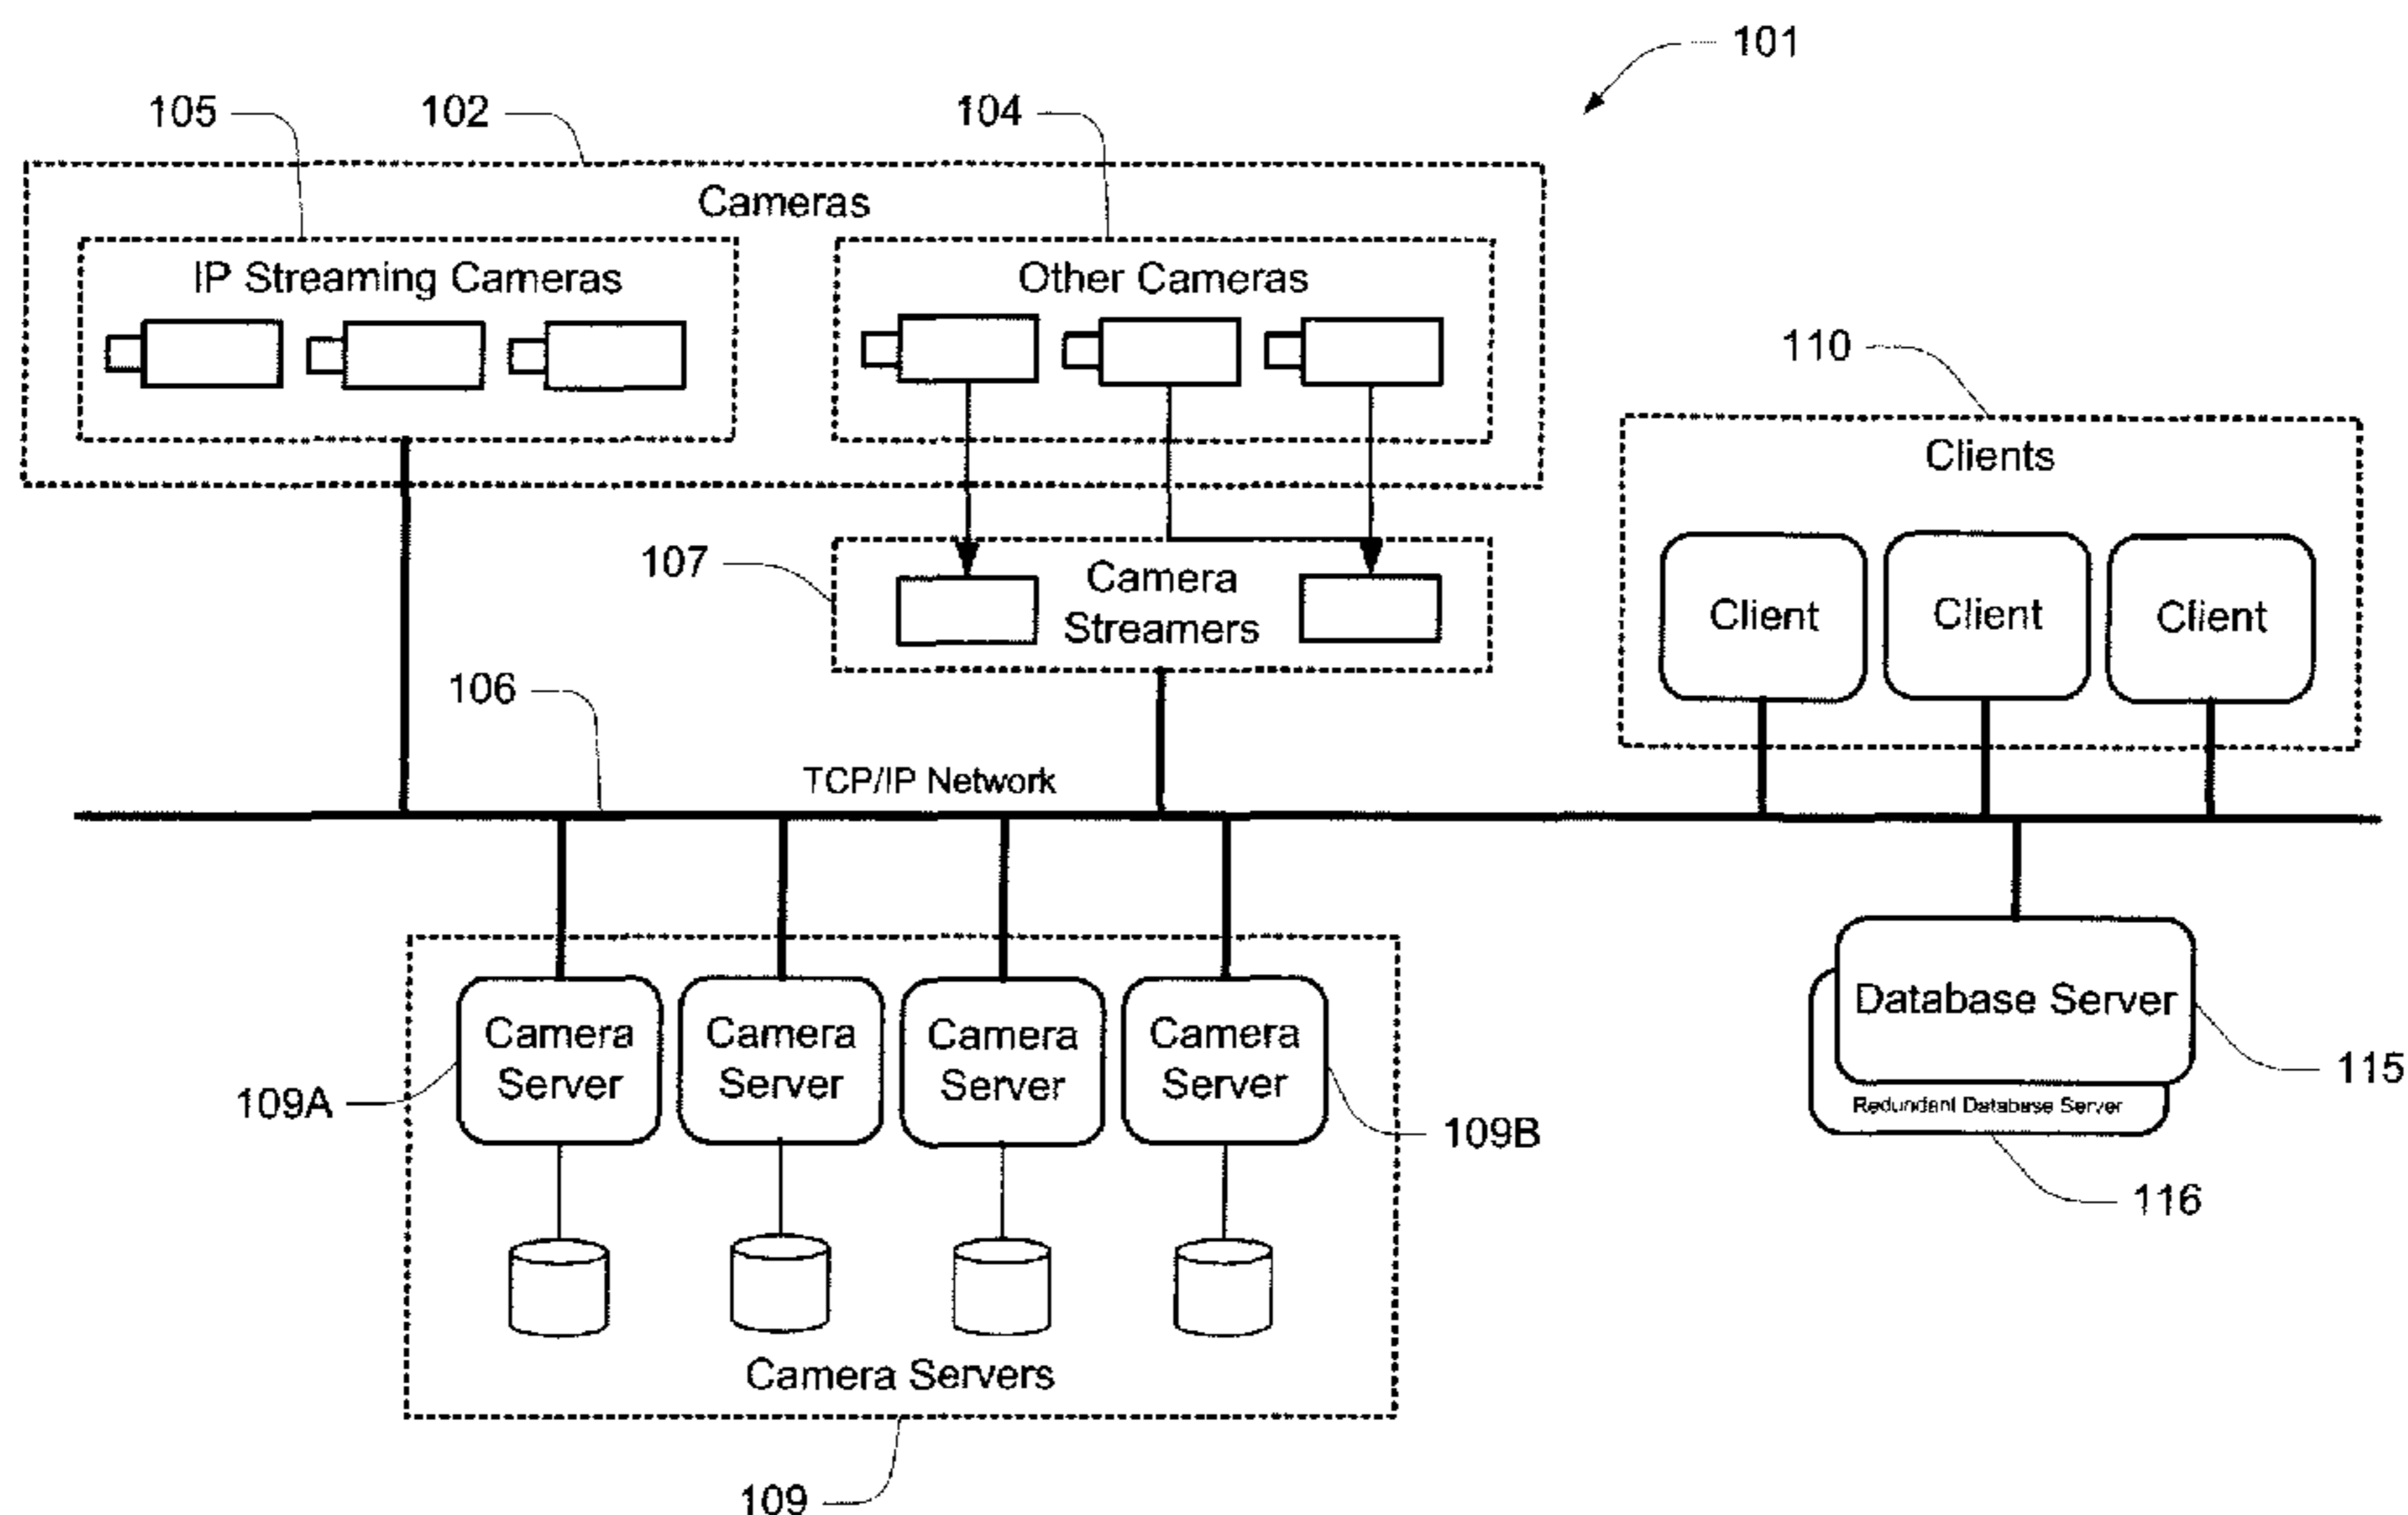 101
105
102
104
Cameras
IP Streaming Cameras
Other Cameras
110
Clients
107
Camera
Streamers
Client
Client
Client
106
TCP/IP Network
Camera
Server
Camera
Server
Camera
Server
Camera
Server
109A
109B
Database Server
115
Redundant Database Server
116
Camera Servers
109